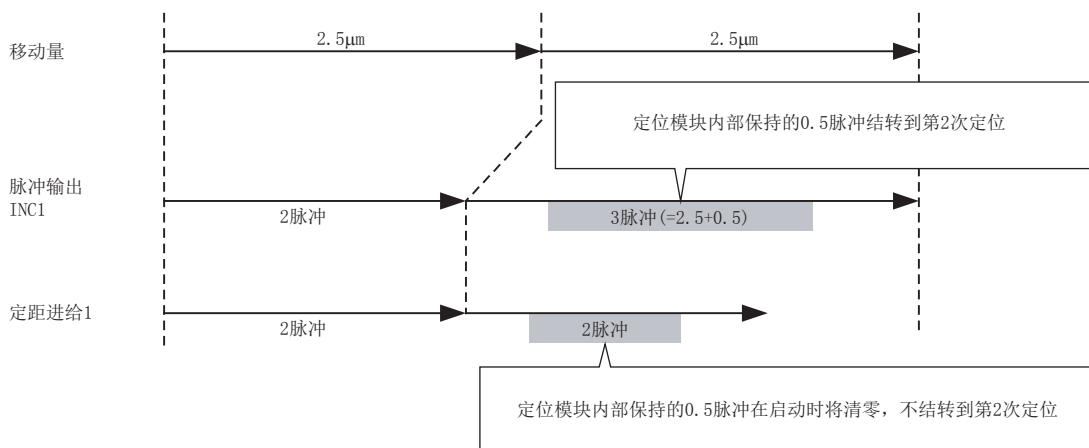 移动量
2.5μm
2.5μm
定位模块内部保持的0.5脉冲结转到第2次定位
脉冲输出
INC1
2脉冲
3脉冲(=2.5+0.5)
定距进给1
2脉冲
2脉冲
定位模块内部保持的0.5脉冲在启动时将清零，不结转到第2次定位